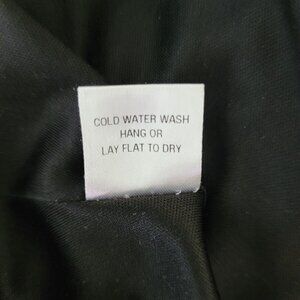 COLD WATER WASH
HANG OR
LAY FLAT TO DRY